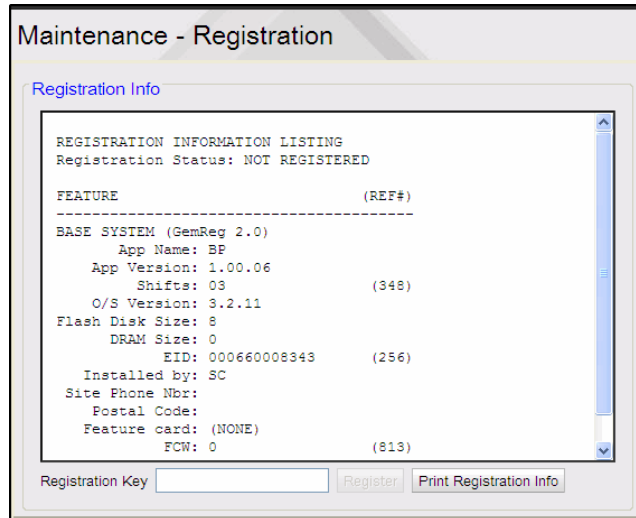 Maintenance - Registration
Registration Info
REGISTRATION INFORMATION LISTING
Registration Status: NOT REGISTERED
FEATURE (REF#)
-----------------------------------------
BASE SYSTEM (GemReg 2.0)
App Name: BP
App Version: 1.00.06
Shifts: 03 (348)
O/S Version: 3.2.11
Flash Disk Size: 8
DRAM Size: 0
EID: 000660008343 (256)
Installed by: SC
Site Phone Nbr:
Postal Code:
Feature card: (NONE)
FCW: 0 (813)
Registration Key Register Print Registration Info